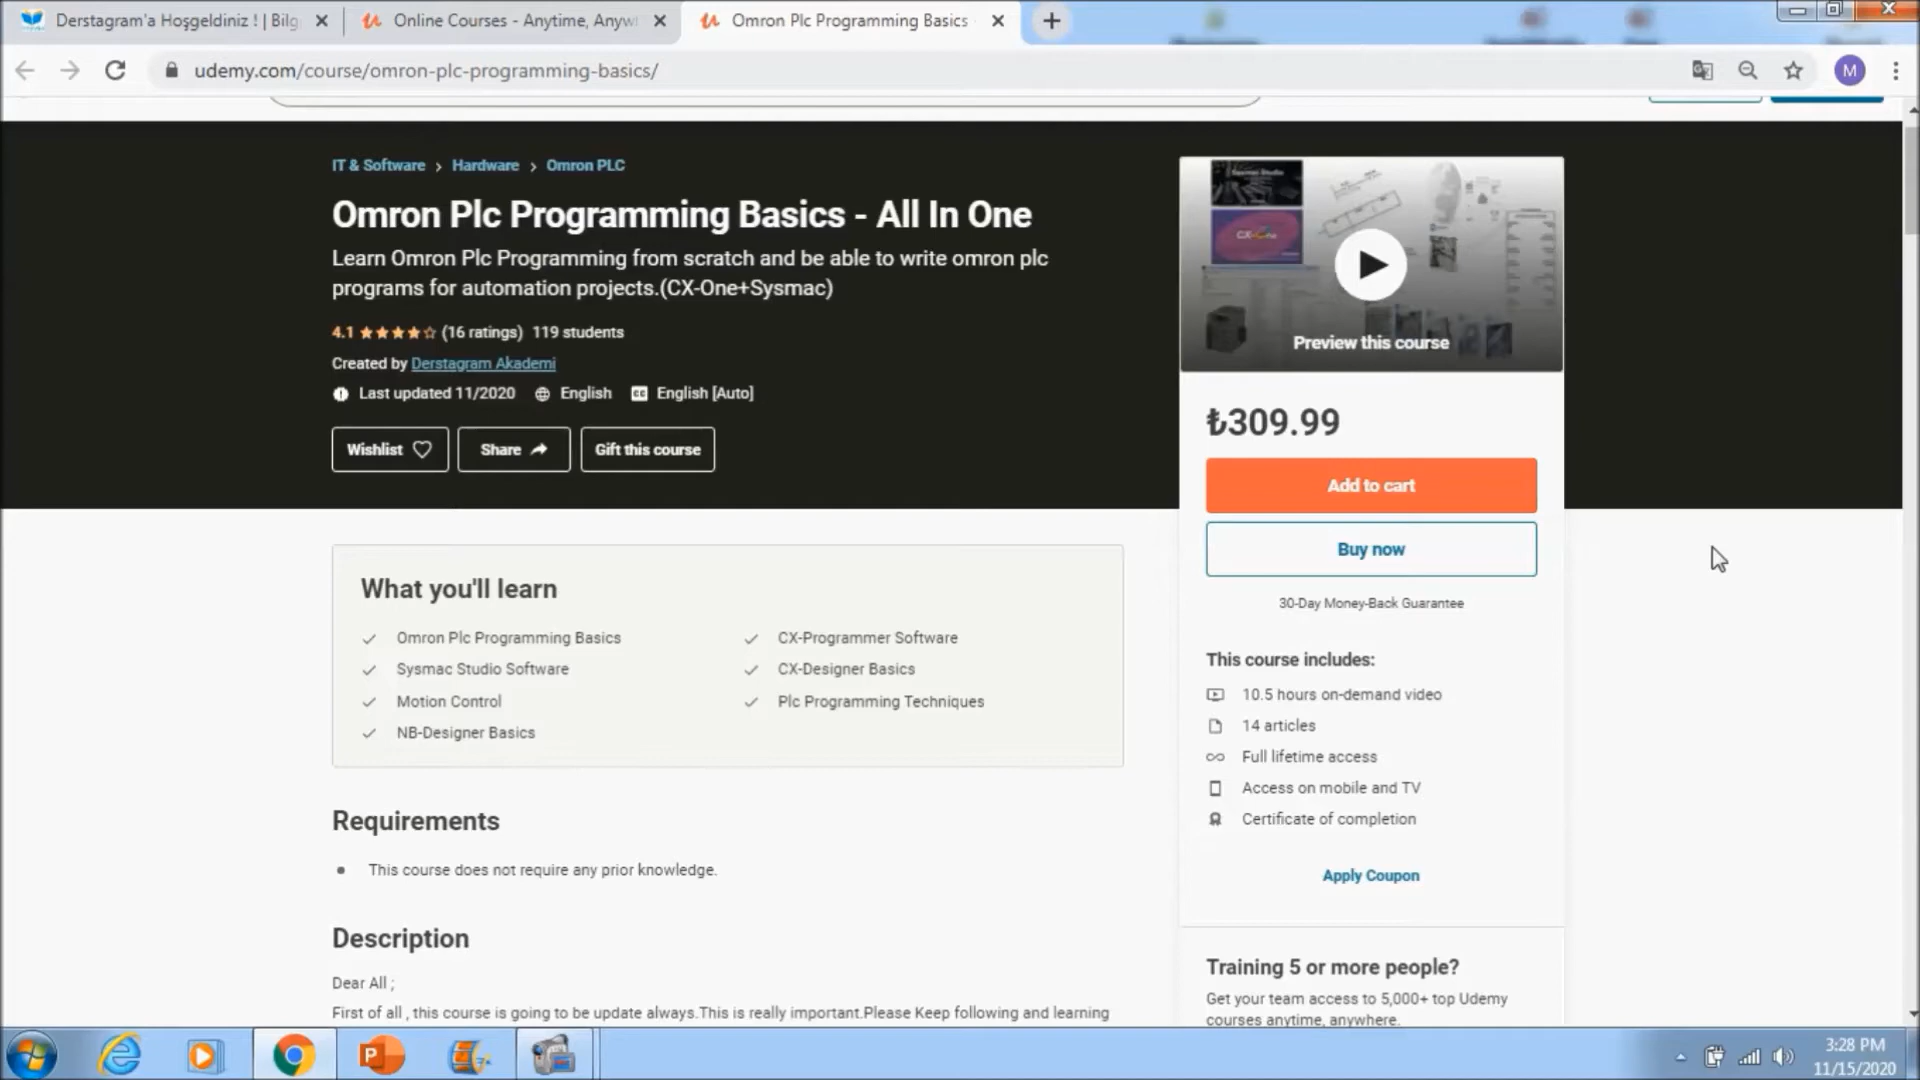 Derstagram'a Hoşgeldiniz ! | Bilg
Online Courses - Anytime, Anyw
Omron Plc Programming Basics
udemy.com/course/omron-plc-programming-basics/
M
IT & Software > Hardware > Omron PLC
Omron Plc Programming Basics - All In One
Learn Omron Plc Programming from scratch and be able to write omron plc
programs for automation projects.(CX-One+Sysmac)
4.1 (16 ratings) 119 students
Created by Derstagram Akademi
Last updated 11/2020 English English [Auto]
Wishlist Share Gift this course
Preview this course
₺309.99
Add to cart
Buy now
30-Day Money-Back Guarantee
This course includes:
10.5 hours on-demand video
14 articles
Full lifetime access
Access on mobile and TV
Certificate of completion
Apply Coupon
Training 5 or more people?
Get your team access to 5,000+ top Udemy
courses anytime, anywhere.
What you'll learn
Omron Plc Programming Basics
CX-Programmer Software
Sysmac Studio Software
CX-Designer Basics
Motion Control
Plc Programming Techniques
NB-Designer Basics
Requirements
This course does not require any prior knowledge.
Description
Dear All ;
First of all , this course is going to be update always.This is really important.Please Keep following and learning
3:28 PM
11/15/2020